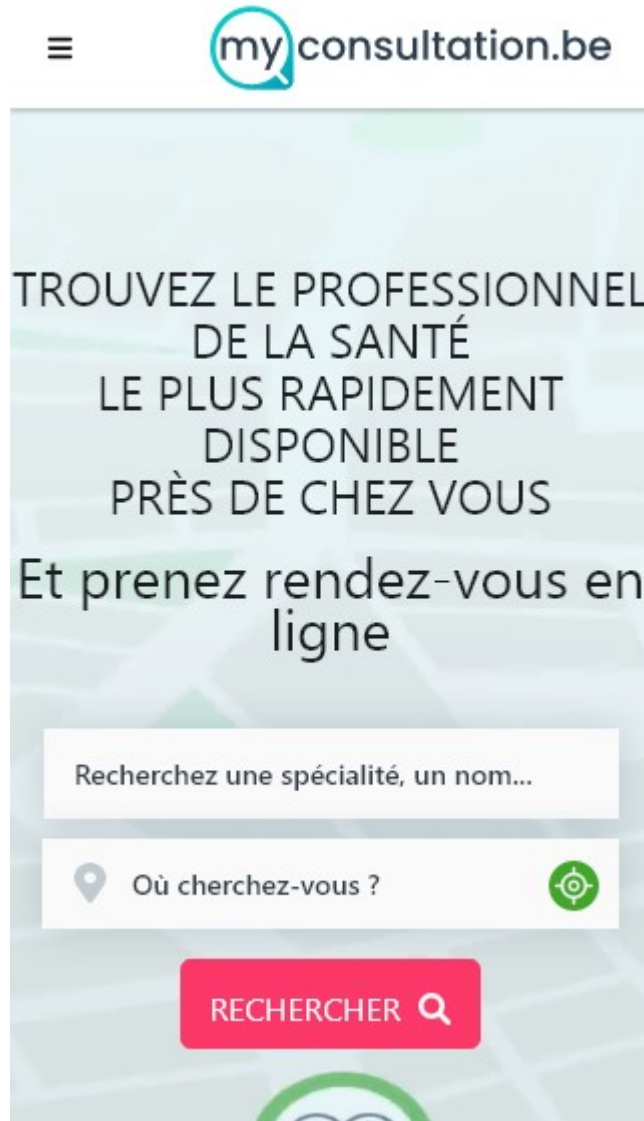 myconsultation.be
TROUVEZ LE PROFESSIONNEL
DE LA SANTÉ
LE PLUS RAPIDEMENT
DISPONIBLE
PRÈS DE CHEZ VOUS
Et prenez rendez-vous en
ligne
Recherchez une spécialité, un nom...
Où cherchez-vous ?
RECHERCHER